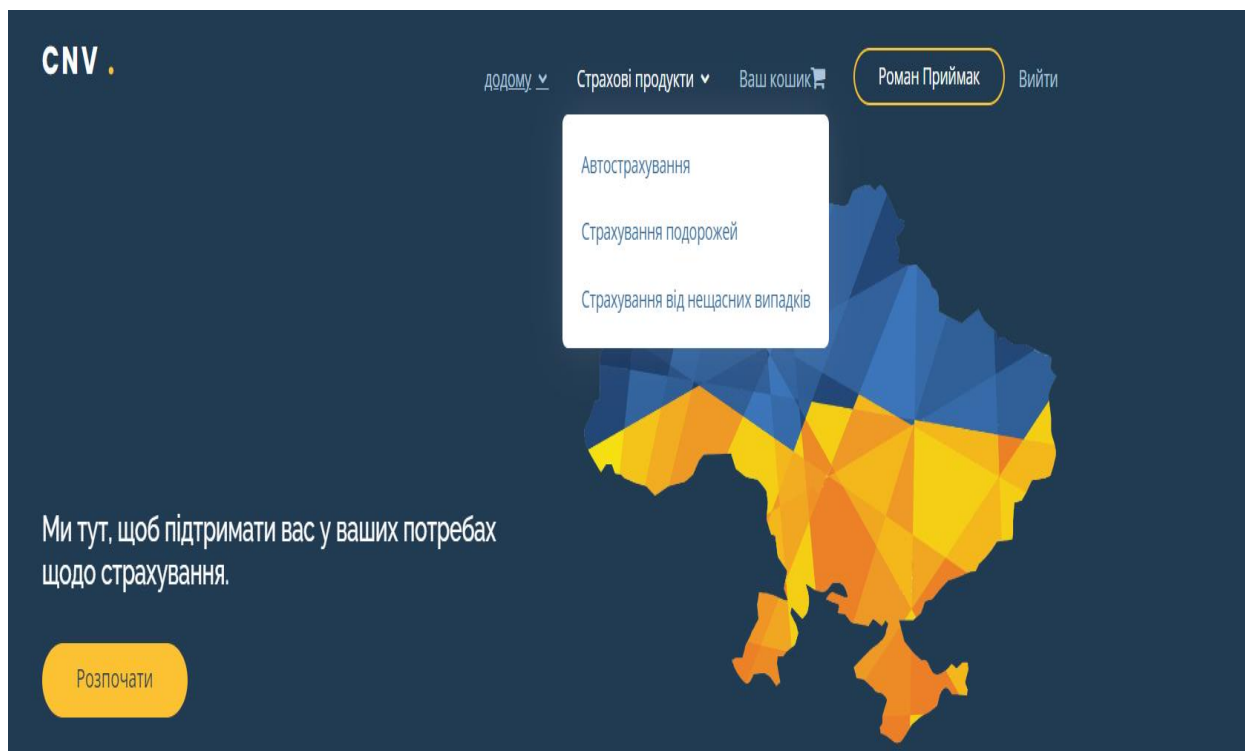 CNV .
додому
Страхові продукти
Ваш кошик
Роман Приймак
Вийти
Автострахування
Страхування подорожей
Страхування від нещасних випадків
Ми тут, щоб підтримати вас у ваших потребах
щодо страхування.
Розпочати